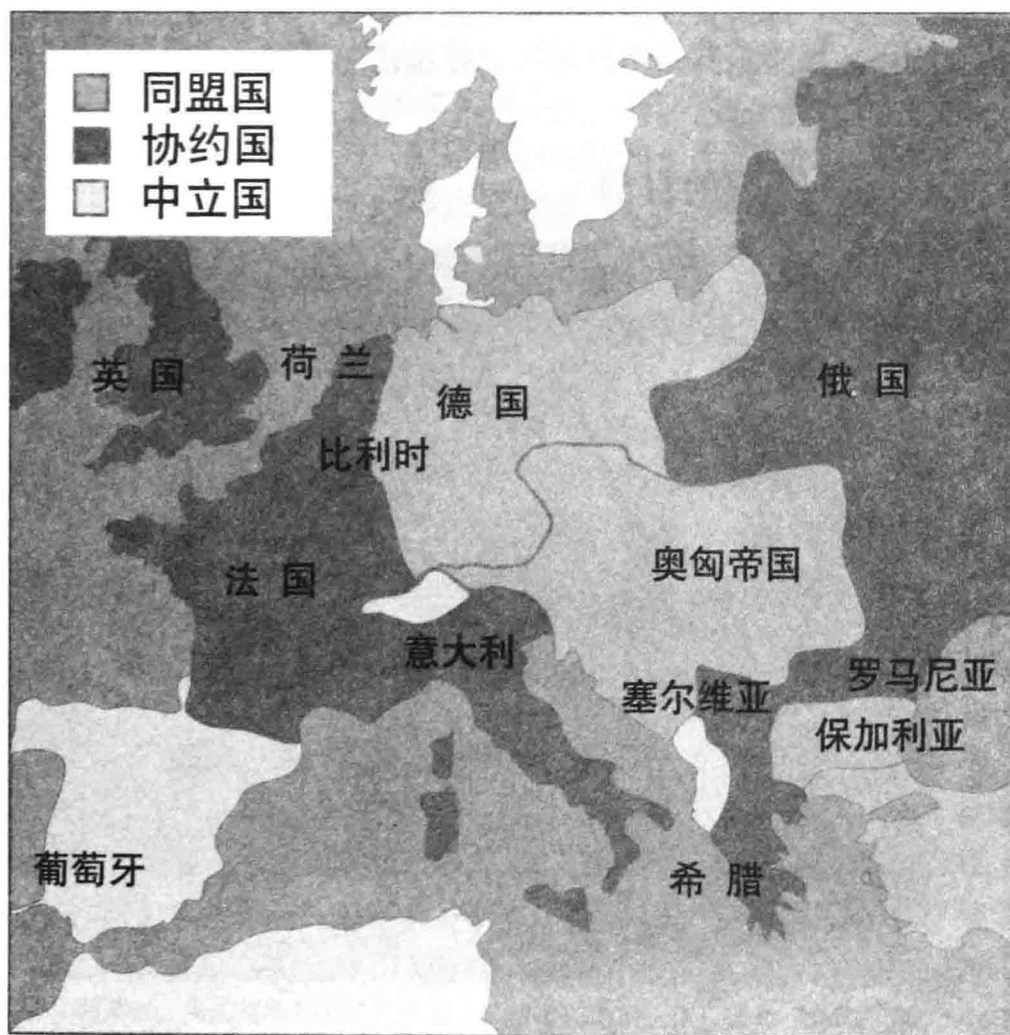 同盟国
协约国
中立国
英国
荷兰
德国
俄国
比利时
法国
奥匈帝国
意大利
塞尔维亚
罗马尼亚
保加利亚
葡萄牙
希腊